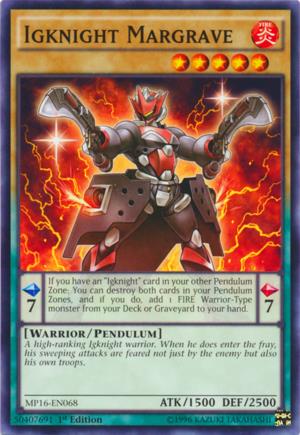 IGKNIGHT MARGRAVE
FIRE
炎
If you have an "Igknight" card in your other Pendulum
Zone: You can destroy both cards in your Pendulum
Zones, and if you do, add 1 FIRE Warrior-Type
monster from your Deck or Graveyard to your hand.
7
7
[WARRIOR/PENDULUM]
A high-ranking Igknight warrior. When he does enter the fray,
his sweeping attacks are feared not just by the enemy but also
his own troops.
MP16-EN068
ATK/1500 DEF/2500
50407691 1st Edition
©1996 KAZUKI TAKAHASHI